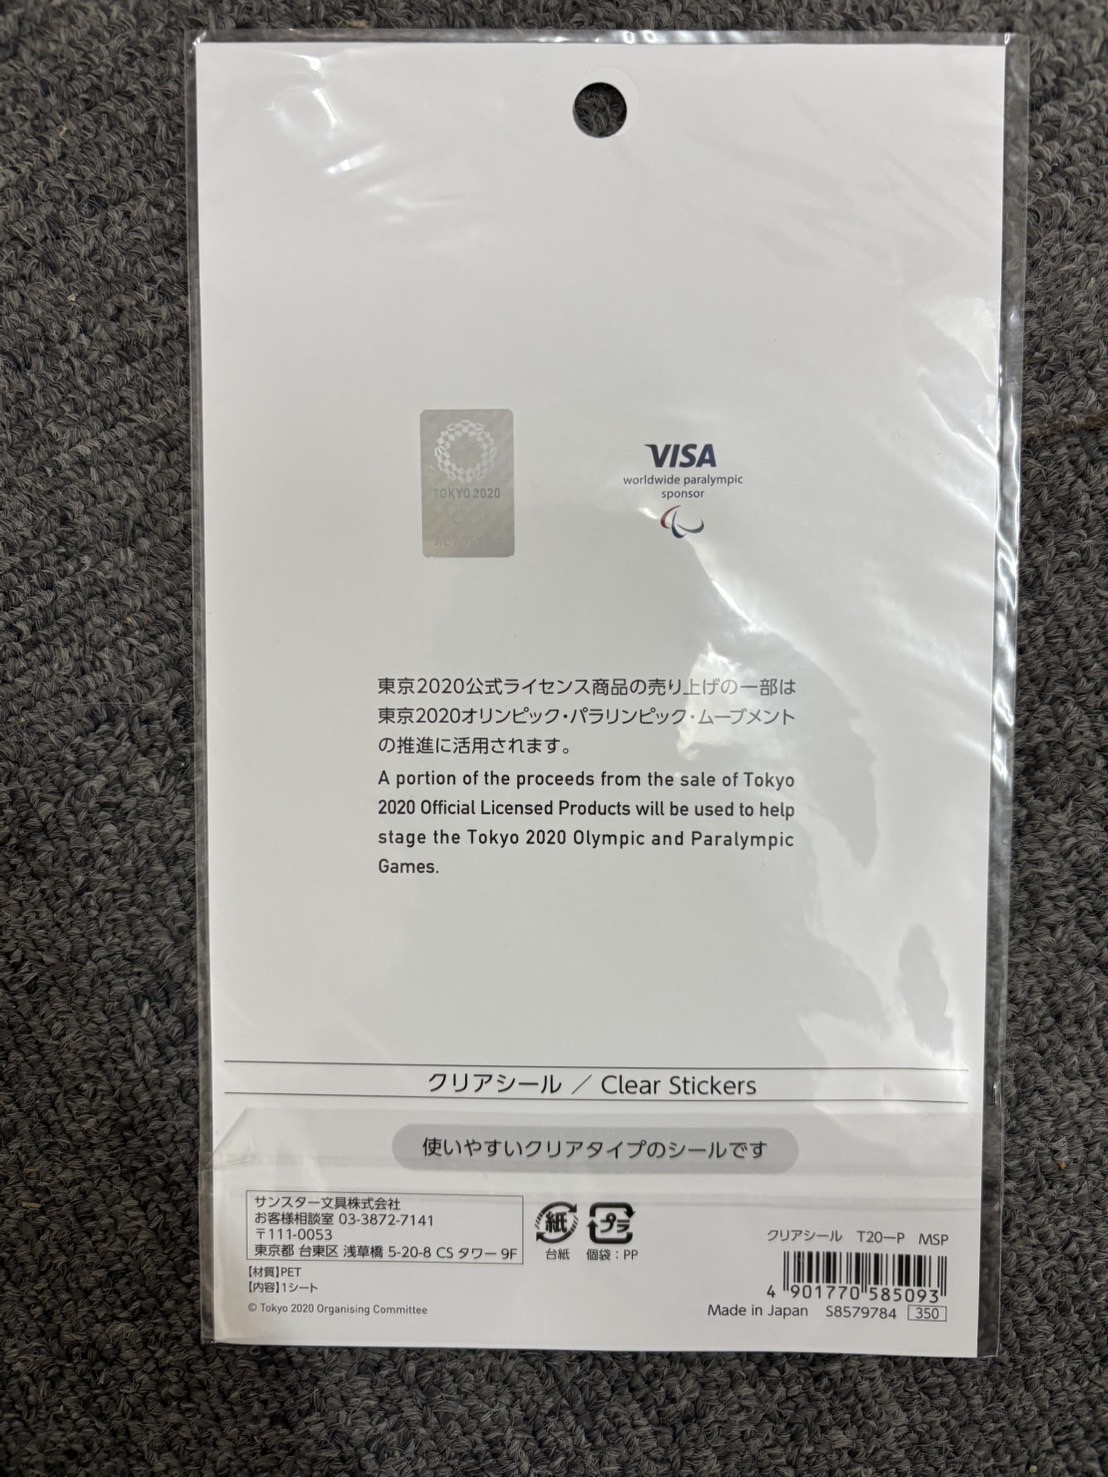 TOKYO 2020
VISA
worldwide paralympic
sponsor
東京2020公式ライセンス商品の売り上げの一部は
東京2020オリンピック・パラリンピック・ムーブメント
の推進に活用されます。
A portion of the proceeds from the sale of Tokyo
2020 Official Licensed Products will be used to help
stage the Tokyo 2020 Olympic and Paralympic
Games.
クリアシール ／ Clear Stickers
使いやすいクリアタイプのシールです
サンスター文具株式会社
お客様相談室 03-3872-7141
〒111-0053
東京都 台東区 浅草橋 5-20-8 CS タワー 9F
【材質】PET
【内容】1シート
© Tokyo 2020 Organising Committee
紙
台紙
プラ
個袋：PP
クリアシール T20ーP MSP
4 901770 585093
Made in Japan S8579784 350